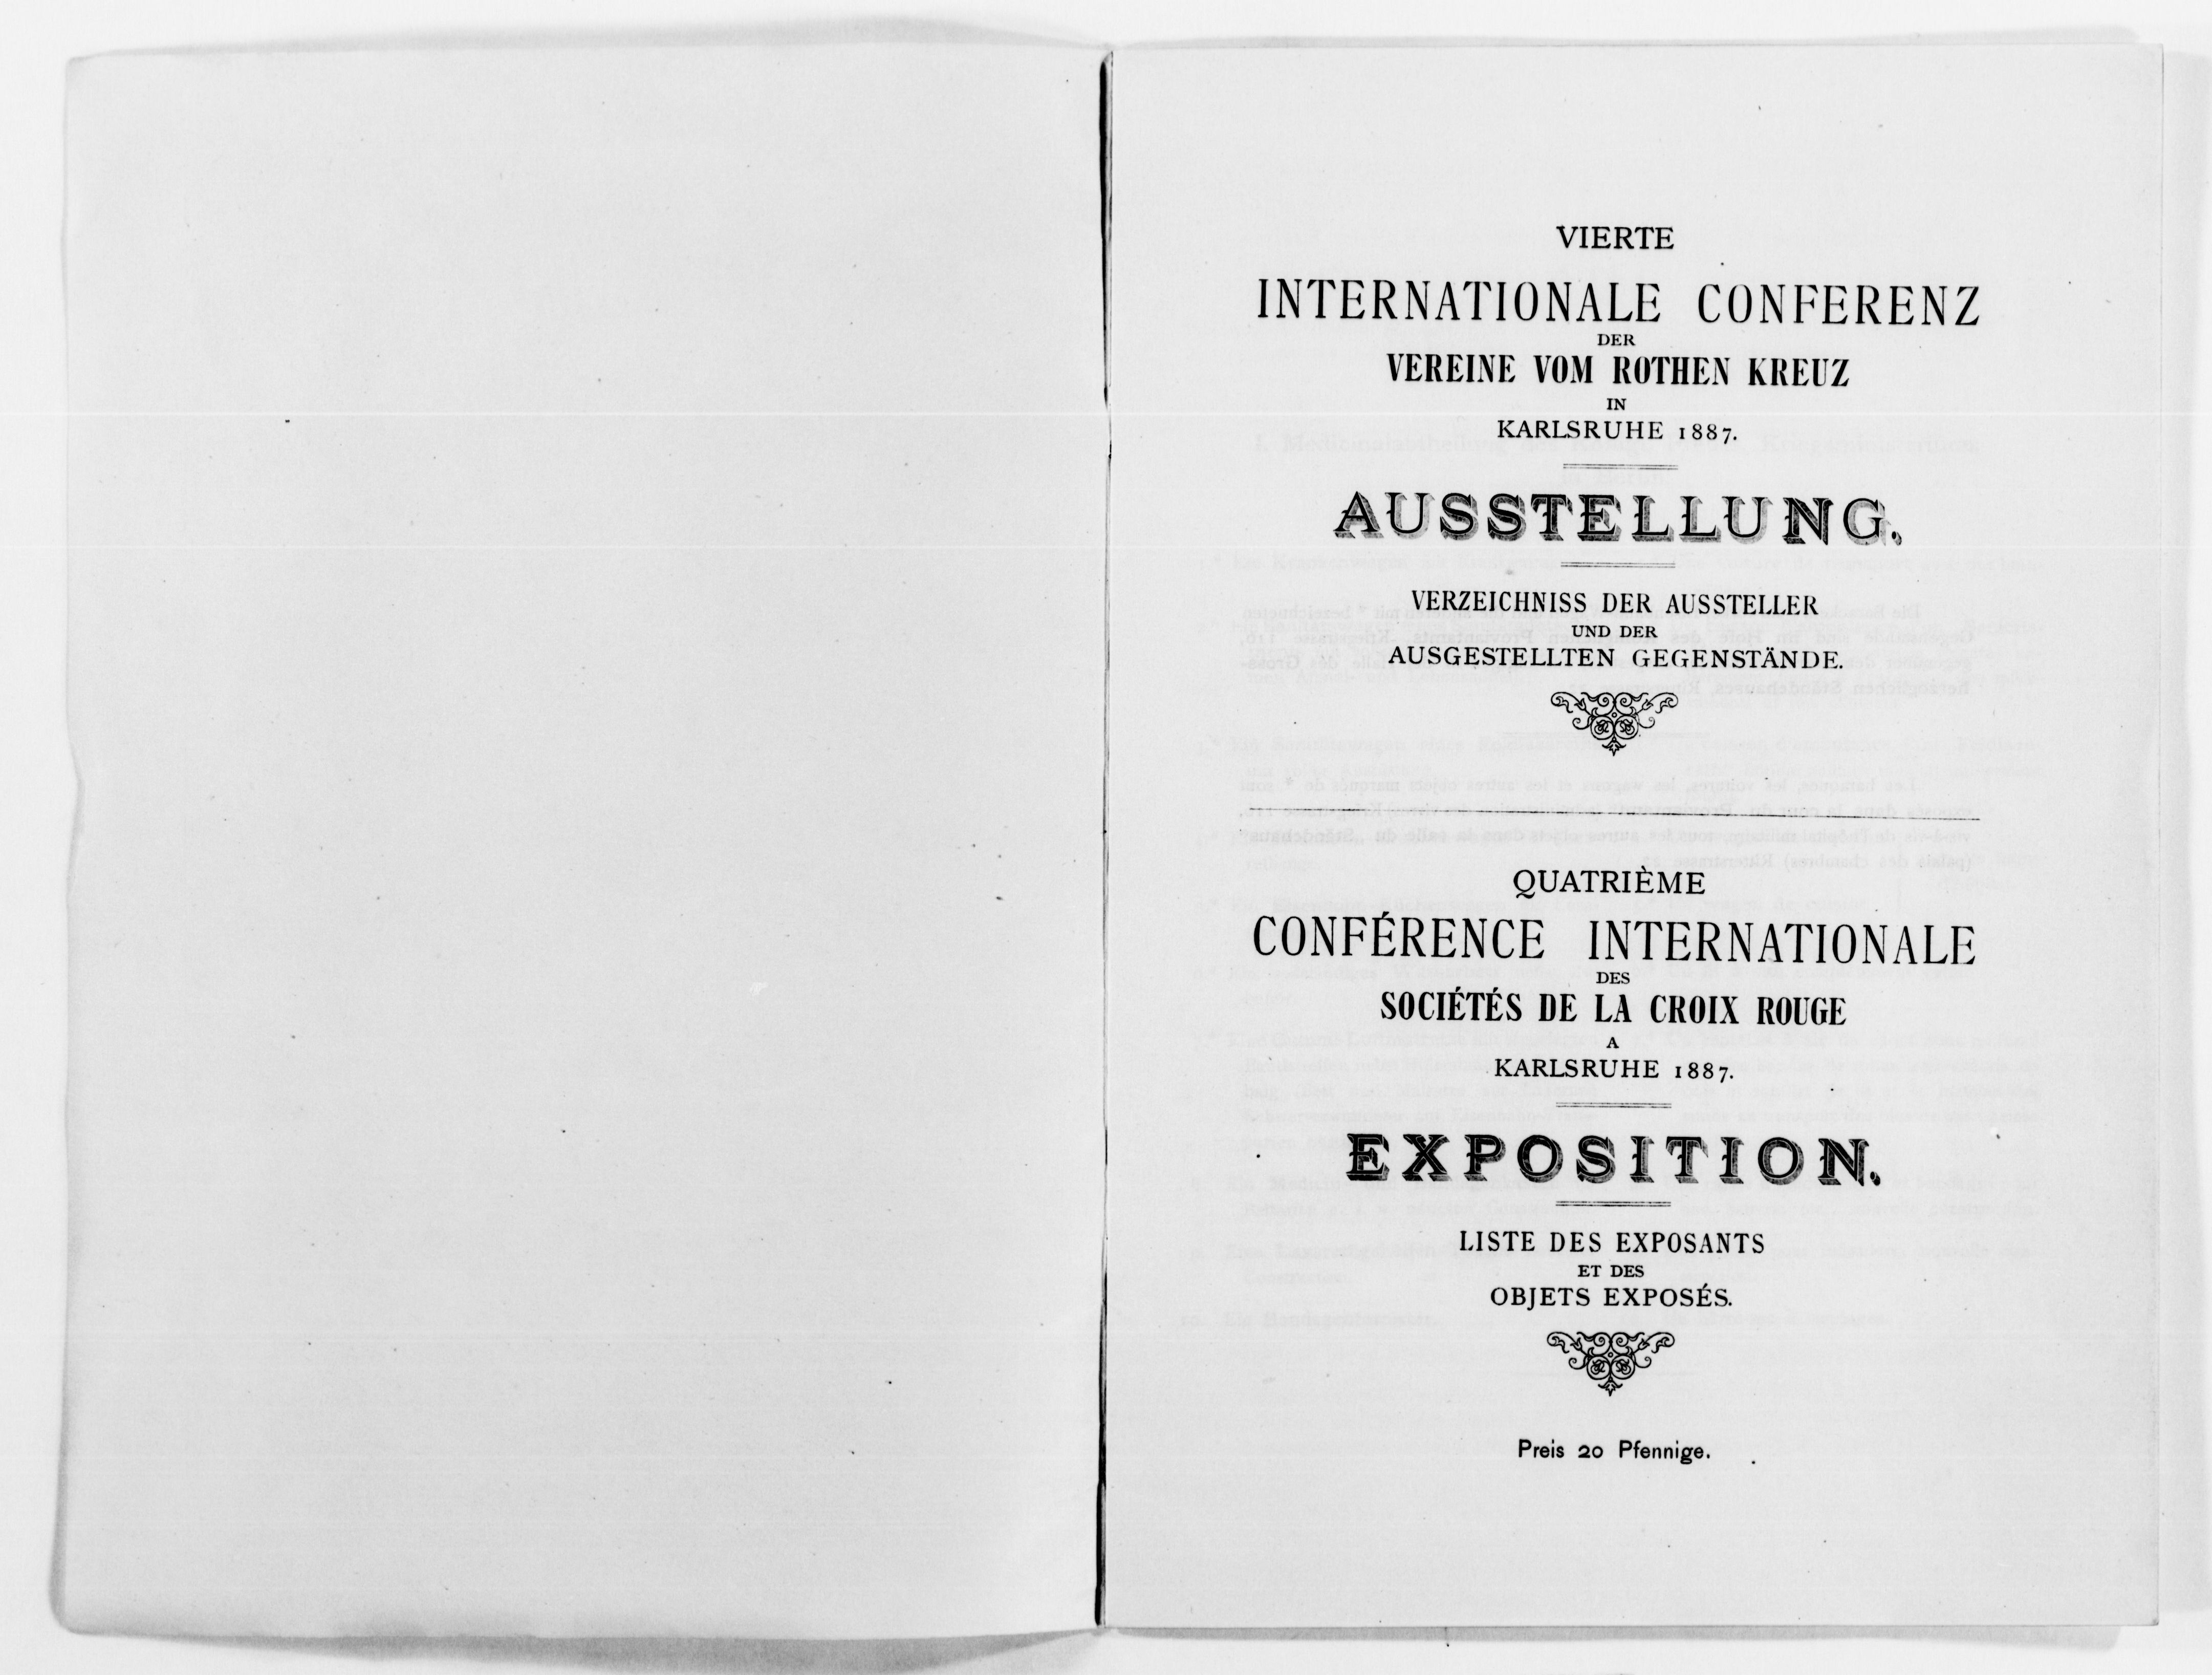 VIERTE
INTERNATIONALE CONFERENZ
DER
VEREINE VOM ROTHEN KREUZ
IN
KARLSRUHE 1887.
AUSSTELLUNG.
VERZEICHNISS DER AUSSTELLER
UND DER
AUSGESTELLTEN GEGENSTÄNDE.
QUATRIÈME
CONFÉRENCE INTERNATIONALE
DES
SOCIÉTÉS DE LA CROIX ROUGE
A
KARLSRUHE 1887.
EXPOSITION.
LISTE DES EXPOSANTS
ET DES
OBJETS EXPOSÉS.
Preis 20 Pfennige.